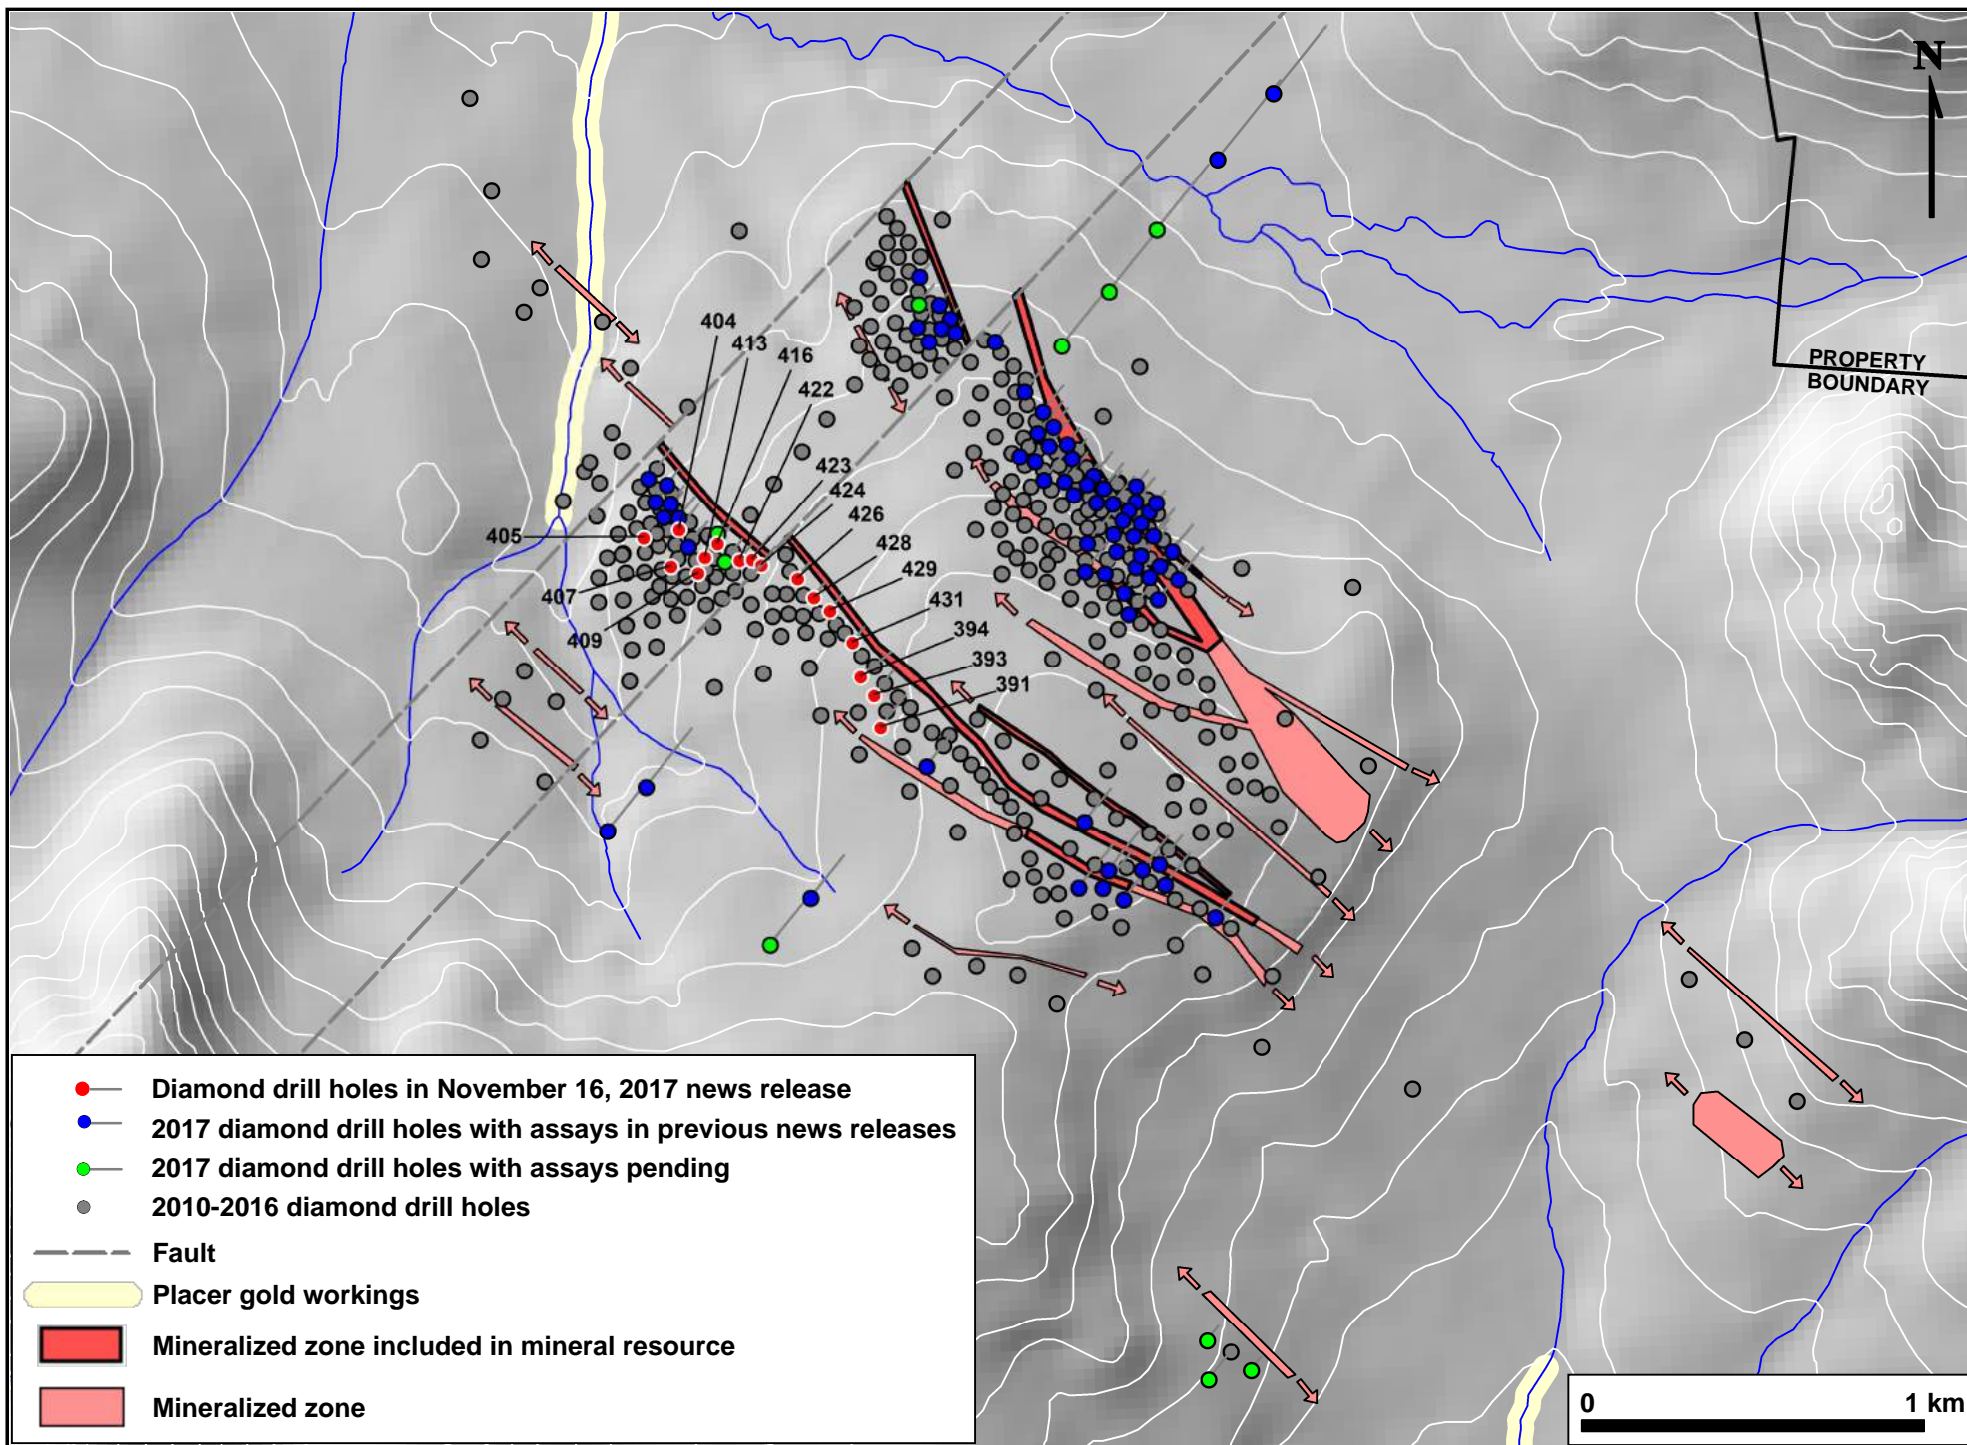 N
PROPERTY
BOUNDARY
404
413
416
422
423
424
405
426
428
407
429
431
409
394
393
391
Diamond drill holes in November 16, 2017 news release
2017 diamond drill holes with assays in previous news releases
2017 diamond drill holes with assays pending
2010-2016 diamond drill holes
Fault
Placer gold workings
Mineralized zone included in mineral resource
Mineralized zone
0 1 km